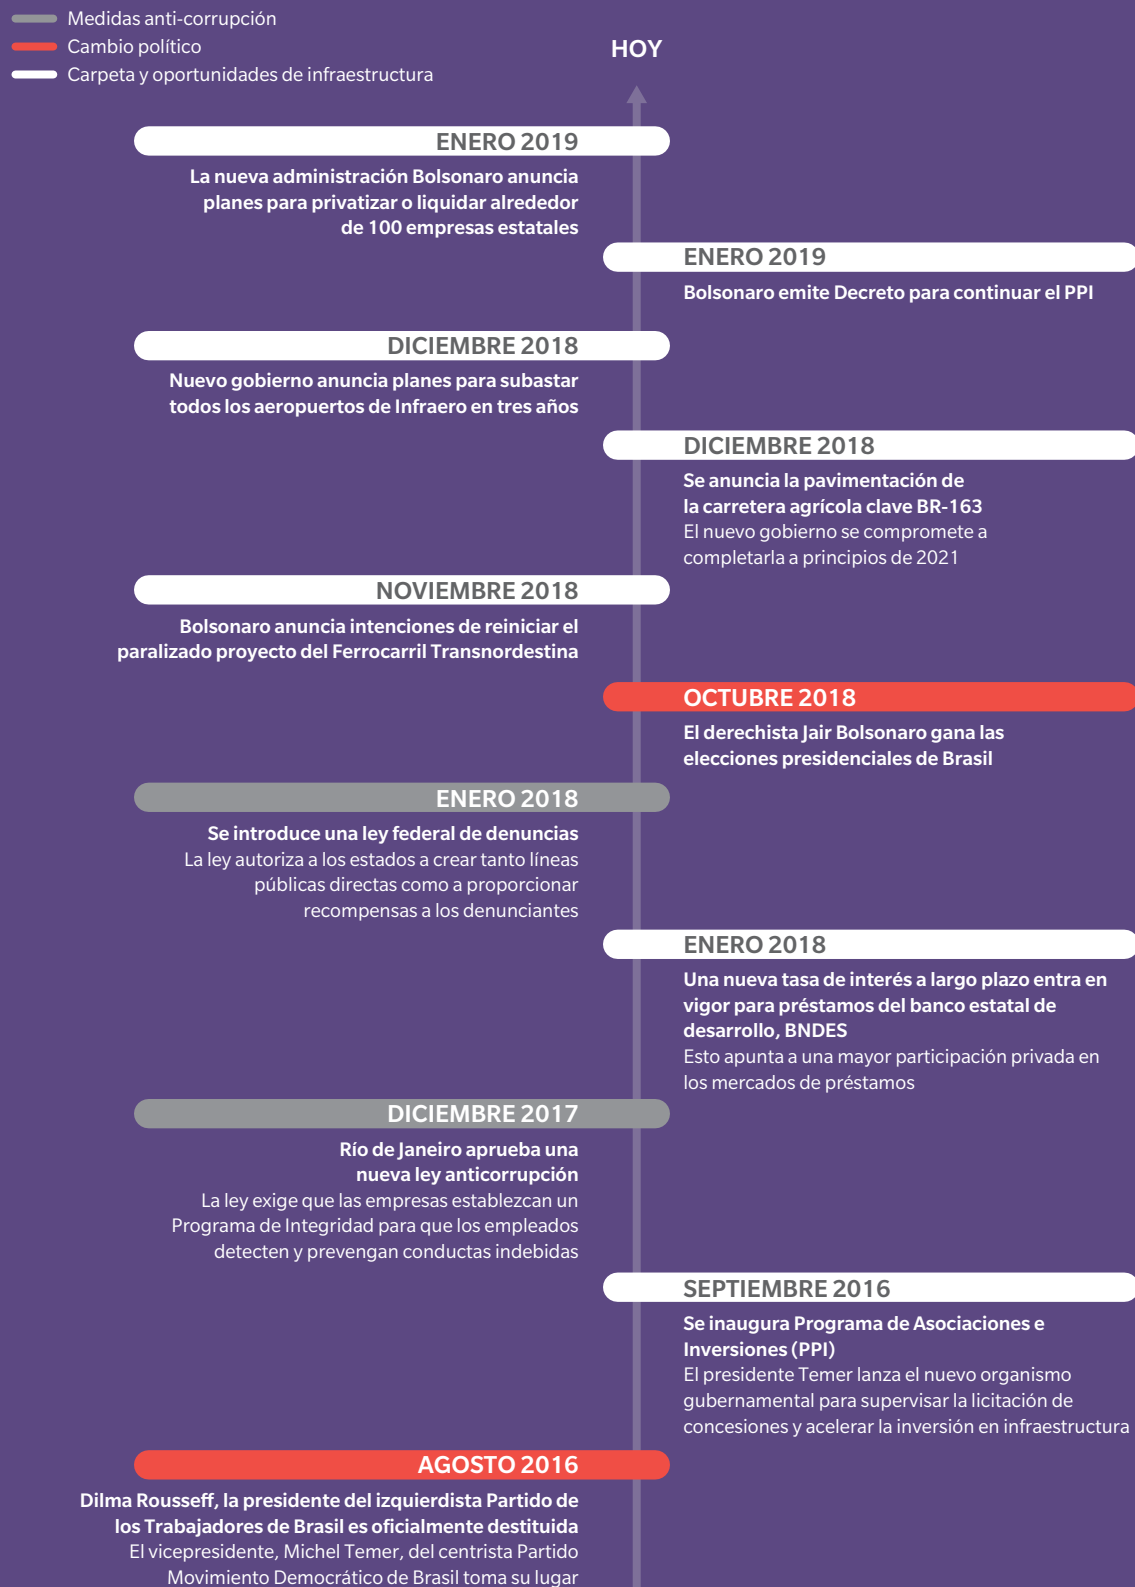 Medidas anti-corrupción
Cambio político
Carpeta y oportunidades de infraestructura
HOY
ENERO 2019
La nueva administración Bolsonaro anuncia
planes para privatizar o liquidar alrededor
de 100 empresas estatales
ENERO 2019
Bolsonaro emite Decreto para continuar el PPI
DICIEMBRE 2018
Nuevo gobierno anuncia planes para subastar
todos los aeropuertos de Infraero en tres años
DICIEMBRE 2018
Se anuncia la pavimentación de
la carretera agrícola clave BR-163
El nuevo gobierno se compromete a
completarla a principios de 2021
NOVIEMBRE 2018
Bolsonaro anuncia intenciones de reiniciar el
paralizado proyecto del Ferrocarril Transnordestina
OCTUBRE 2018
El derechista Jair Bolsonaro gana las
elecciones presidenciales de Brasil
ENERO 2018
Se introduce una ley federal de denuncias
La ley autoriza a los estados a crear tanto líneas
públicas directas como a proporcionar
recompensas a los denunciantes
ENERO 2018
Una nueva tasa de interés a largo plazo entra en
vigor para préstamos del banco estatal de
desarrollo, BNDES
Esto apunta a una mayor participación privada en
los mercados de préstamos
DICIEMBRE 2017
Río de Janeiro aprueba una
nueva ley anticorrupción
La ley exige que las empresas establezcan un
Programa de Integridad para que los empleados
detecten y prevengan conductas indebidas
SEPTIEMBRE 2016
Se inaugura Programa de Asociaciones e
Inversiones (PPI)
El presidente Temer lanza el nuevo organismo
gubernamental para supervisar la licitación de
concesiones y acelerar la inversión en infraestructura
AGOSTO 2016
Dilma Rousseff, la presidente del izquierdista Partido de
los Trabajadores de Brasil es oficialmente destituida
El vicepresidente, Michel Temer, del centrista Partido
Movimiento Democrático de Brasil toma su lugar